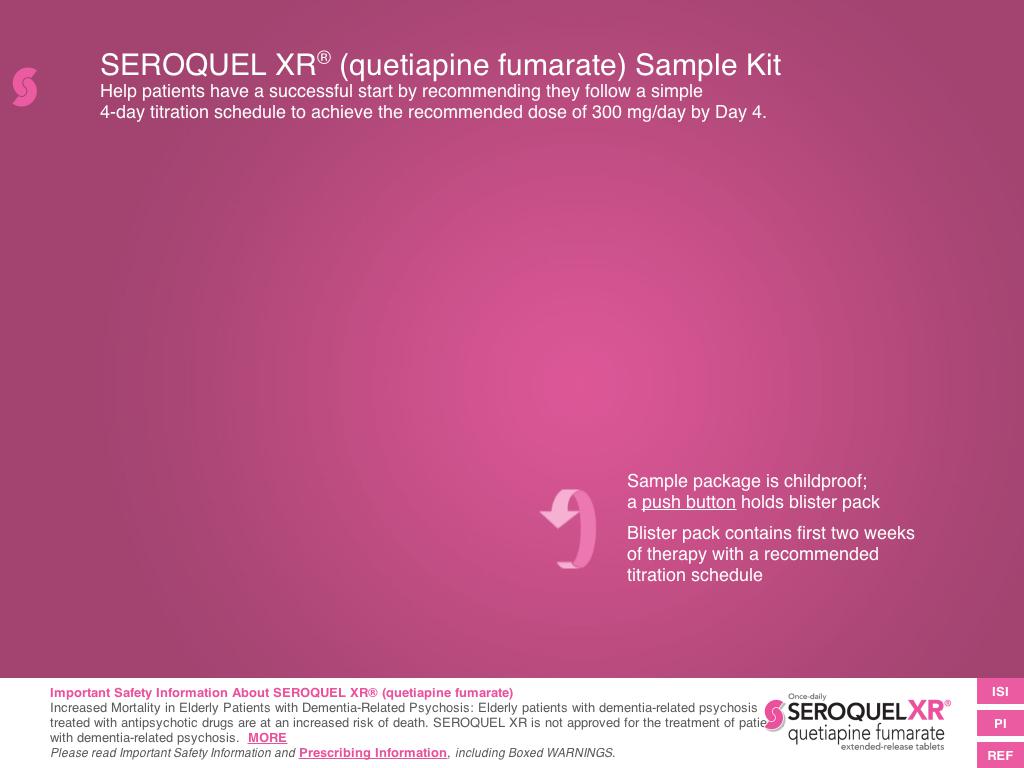 SEROQUEL XR® (quetiapine fumarate) Sample Kit
Help patients have a successful start by recommending they follow a simple
4-day titration schedule to achieve the recommended dose of 300 mg/day by Day 4.
Sample package is childproof;
a push button holds blister pack
Blister pack contains first two weeks
of therapy with a recommended
titration schedule
Important Safety Information About SEROQUEL XR® (quetiapine fumarate)
Increased Mortality in Elderly Patients with Dementia-Related Psychosis: Elderly patients with dementia-related psychosis
treated with antipsychotic drugs are at an increased risk of death. SEROQUEL XR is not approved for the treatment of patie
with dementia-related psychosis. MORE
Please read Important Safety Information and Prescribing Information, including Boxed WARNINGS.
Once-daily
SEROQUEL XR®
quetiapine fumarate
extended-release tablets
ISI
PI
REF